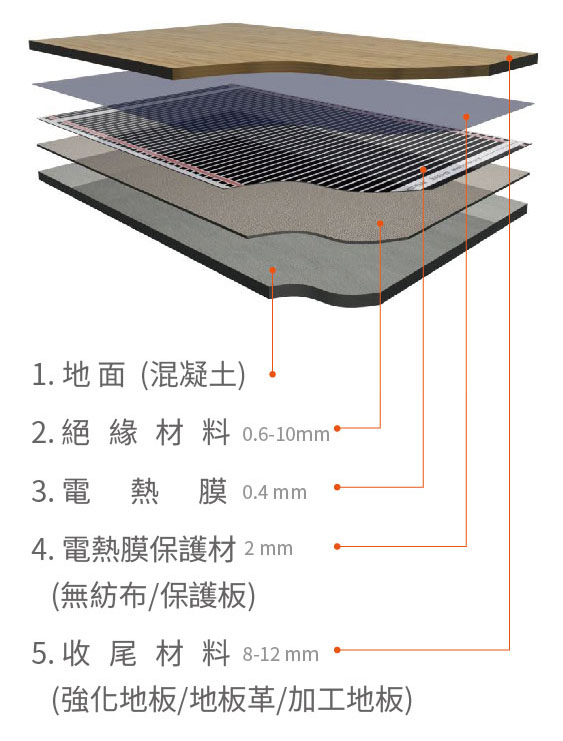 1. 地面 (混凝土)
2. 絕緣材料 0.6-10mm
3. 電熱膜 0.4 mm
4. 電熱膜保護材 2 mm
(無紡布/保護板)
5. 收尾材料 8-12 mm
(強化地板/地板革/加工地板)